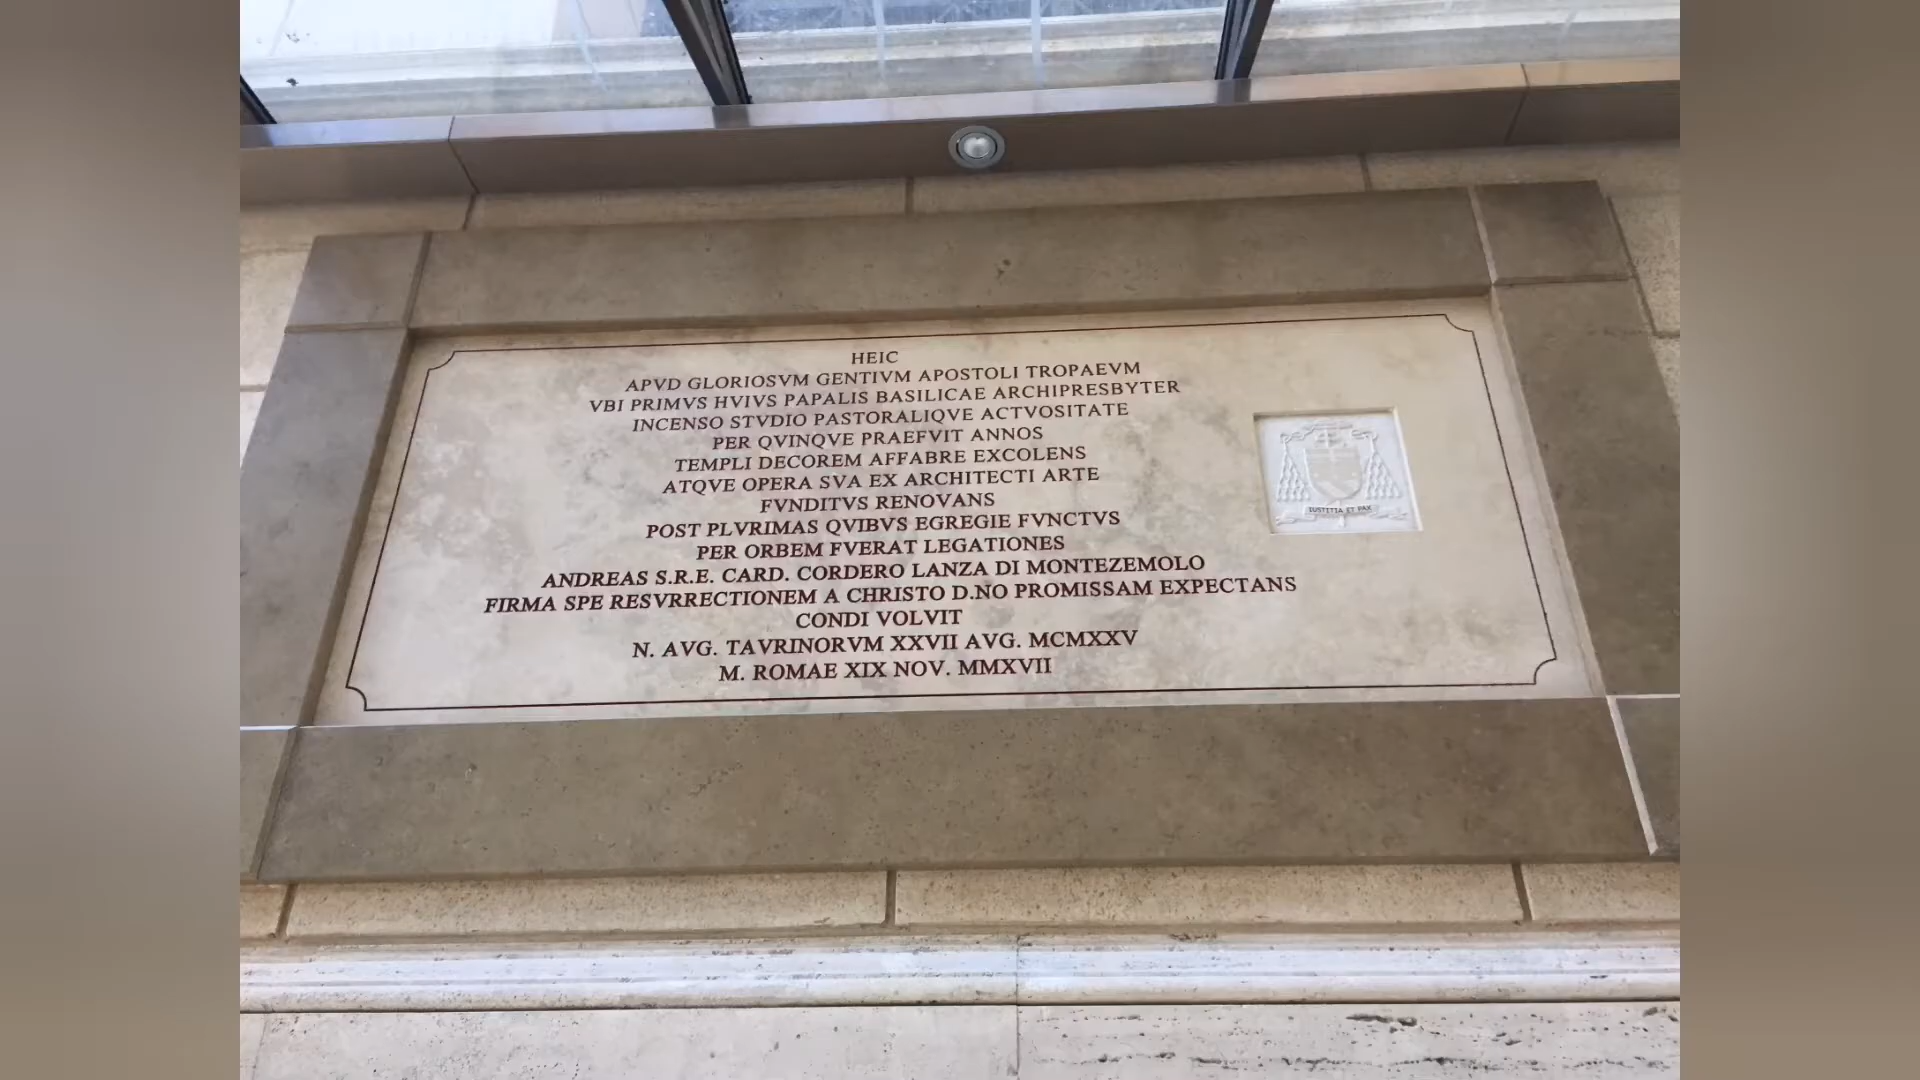 HEIC
APVD GLORIOSVM GENTIVM APOSTOLI TROPAEVM
VBI PRIMVS HVIVS PAPALIS BASILICAE ARCHIPRESBYTER
INCENSO STVDIO PASTORALIQVE ACTVOSITATE
PER QVINQVE PRAEFVIT ANNOS
TEMPLI DECOREM AFFABRE EXCOLENS
ATQVE OPERA SVA EX ARCHITECTI ARTE
FVNDITVS RENOVANS
POST PLVRIMAS QVIBVS EGREGIE FVNCTVS
PER ORBEM FVERAT LEGATIONES
ANDREAS S.R.E. CARD. CORDERO LANZA DI MONTEZEMOLO
FIRMA SPE RESVRRECTIONEM A CHRISTO D.NO PROMISSAM EXPECTANS
CONDI VOLVIT
N. AVG. TAVRINORVM XXVII AVG. MCMXXV
M. ROMAE XIX NOV. MMXVII
IUSTITIA ET PAX